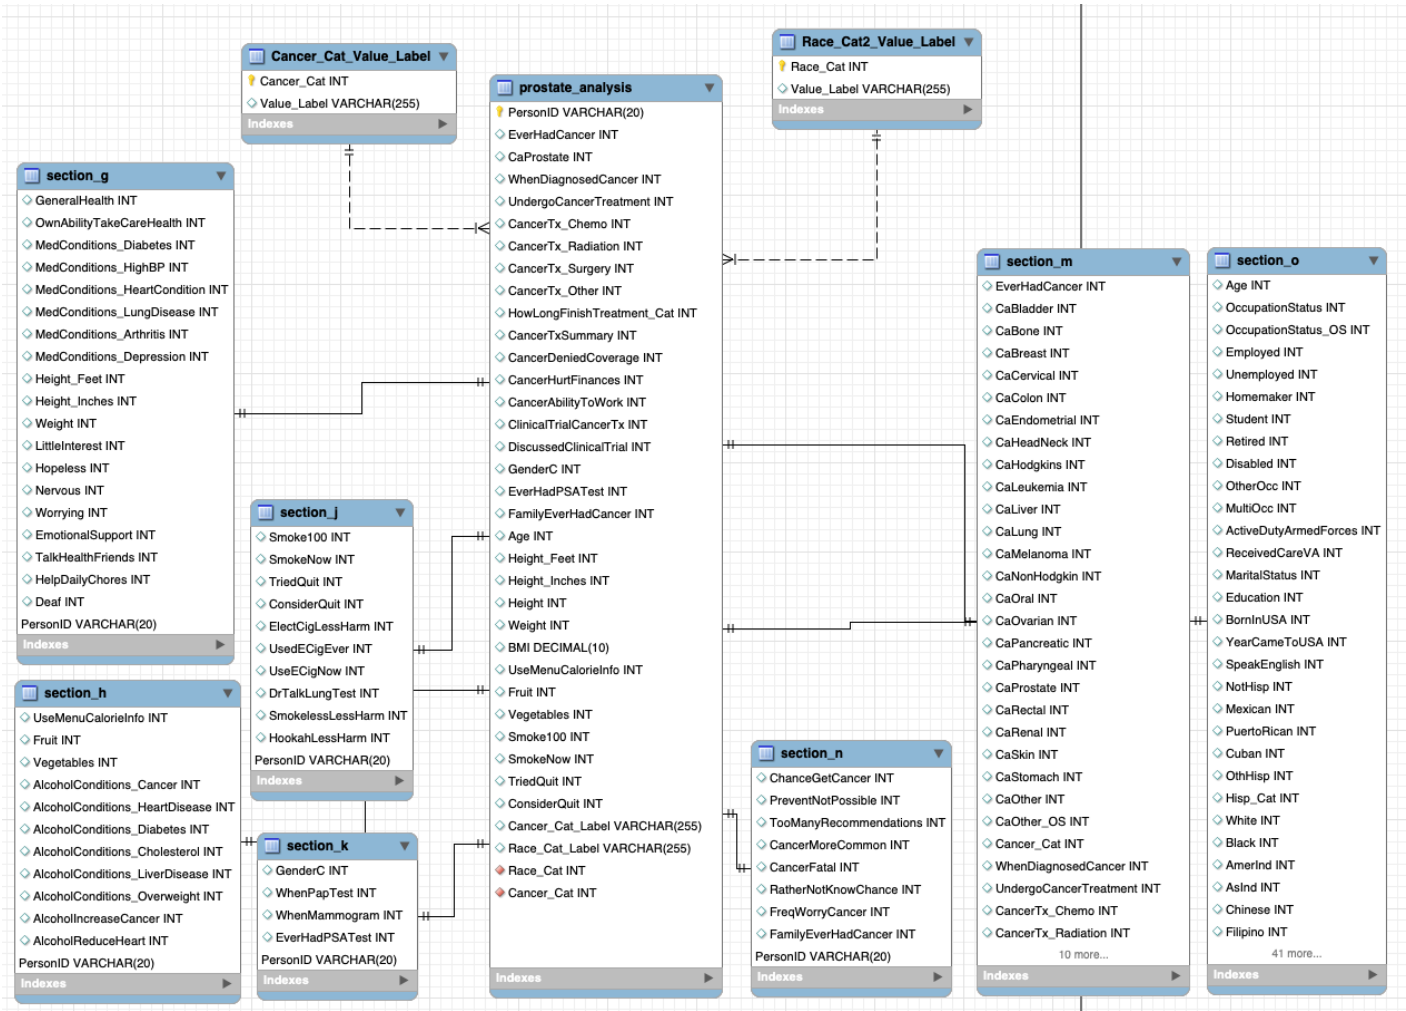 Cancer_Cat_Value_Label
Cancer_Cat INT
Value_Label VARCHAR(255)
Indexes
Race_Cat2_Value_Label
Race_Cat INT
Value_Label VARCHAR(255)
Indexes
prostate_analysis
PersonID VARCHAR(20)
EverHadCancer INT
CaProstate INT
WhenDiagnosedCancer INT
UndergoCancerTreatment INT
CancerTx_Chemo INT
CancerTx_Radiation INT
CancerTx_Surgery INT
CancerTx_Other INT
HowLongFinishTreatment_Cat INT
CancerTxSummary INT
CancerDeniedCoverage INT
CancerHurtFinances INT
CancerAbilityToWork INT
ClinicalTrialCancerTx INT
DiscussedClinicalTrial INT
GenderC INT
EverHadPSATest INT
FamilyEverHadCancer INT
Age INT
Height_Feet INT
Height_Inches INT
Height INT
Weight INT
BMI DECIMAL(10)
UseMenuCalorieInfo INT
Fruit INT
Vegetables INT
Smoke100 INT
SmokeNow INT
TriedQuit INT
ConsiderQuit INT
Cancer_Cat_Label VARCHAR(255)
Race_Cat_Label VARCHAR(255)
Race_Cat INT
Cancer_Cat INT
Indexes
section_g
GeneralHealth INT
OwnAbilityTakeCareHealth INT
MedConditions_Diabetes INT
MedConditions_HighBP INT
MedConditions_HeartCondition INT
MedConditions_LungDisease INT
MedConditions_Arthritis INT
MedConditions_Depression INT
Height_Feet INT
Height_Inches INT
Weight INT
LittleInterest INT
Hopeless INT
Nervous INT
Worrying INT
EmotionalSupport INT
TalkHealthFriends INT
HelpDailyChores INT
Deaf INT
PersonID VARCHAR(20)
Indexes
section_j
Smoke100 INT
SmokeNow INT
TriedQuit INT
ConsiderQuit INT
ElectCigLessHarm INT
UsedECigEver INT
UseECigNow INT
DrTalkLungTest INT
SmokelessLessHarm INT
HookahLessHarm INT
PersonID VARCHAR(20)
Indexes
section_h
UseMenuCalorieInfo INT
Fruit INT
Vegetables INT
AlcoholConditions_Cancer INT
AlcoholConditions_HeartDisease INT
AlcoholConditions_Diabetes INT
AlcoholConditions_Cholesterol INT
AlcoholConditions_LiverDisease INT
AlcoholConditions_Overweight INT
AlcoholIncreaseCancer INT
AlcoholReduceHeart INT
PersonID VARCHAR(20)
Indexes
section_k
GenderC INT
WhenPapTest INT
WhenMammogram INT
EverHadPSATest INT
PersonID VARCHAR(20)
Indexes
section_n
ChanceGetCancer INT
PreventNotPossible INT
TooManyRecommendations INT
CancerMoreCommon INT
CancerFatal INT
RatherNotKnowChance INT
FreqWorryCancer INT
FamilyEverHadCancer INT
PersonID VARCHAR(20)
Indexes
section_m
EverHadCancer INT
CaBladder INT
CaBone INT
CaBreast INT
CaCervical INT
CaColon INT
CaEndometrial INT
CaHeadNeck INT
CaHodgkins INT
CaLeukemia INT
CaLiver INT
CaLung INT
CaMelanoma INT
CaNonHodgkin INT
CaOral INT
CaOvarian INT
CaPancreatic INT
CaPharyngeal INT
CaProstate INT
CaRectal INT
CaRenal INT
CaSkin INT
CaStomach INT
CaOther INT
CaOther_OS INT
Cancer_Cat INT
WhenDiagnosedCancer INT
UndergoCancerTreatment INT
CancerTx_Chemo INT
CancerTx_Radiation INT
10 more...
Indexes
section_o
Age INT
OccupationStatus INT
OccupationStatus_OS INT
Employed INT
Unemployed INT
Homemaker INT
Student INT
Retired INT
Disabled INT
OtherOcc INT
MultiOcc INT
ActiveDutyArmedForces INT
ReceivedCareVA INT
MaritalStatus INT
Education INT
BornInUSA INT
YearCameToUSA INT
SpeakEnglish INT
NotHisp INT
Mexican INT
PuertoRican INT
Cuban INT
OthHisp INT
Hisp_Cat INT
White INT
Black INT
AmerInd INT
AsInd INT
Chinese INT
Filipino INT
41 more...
Indexes